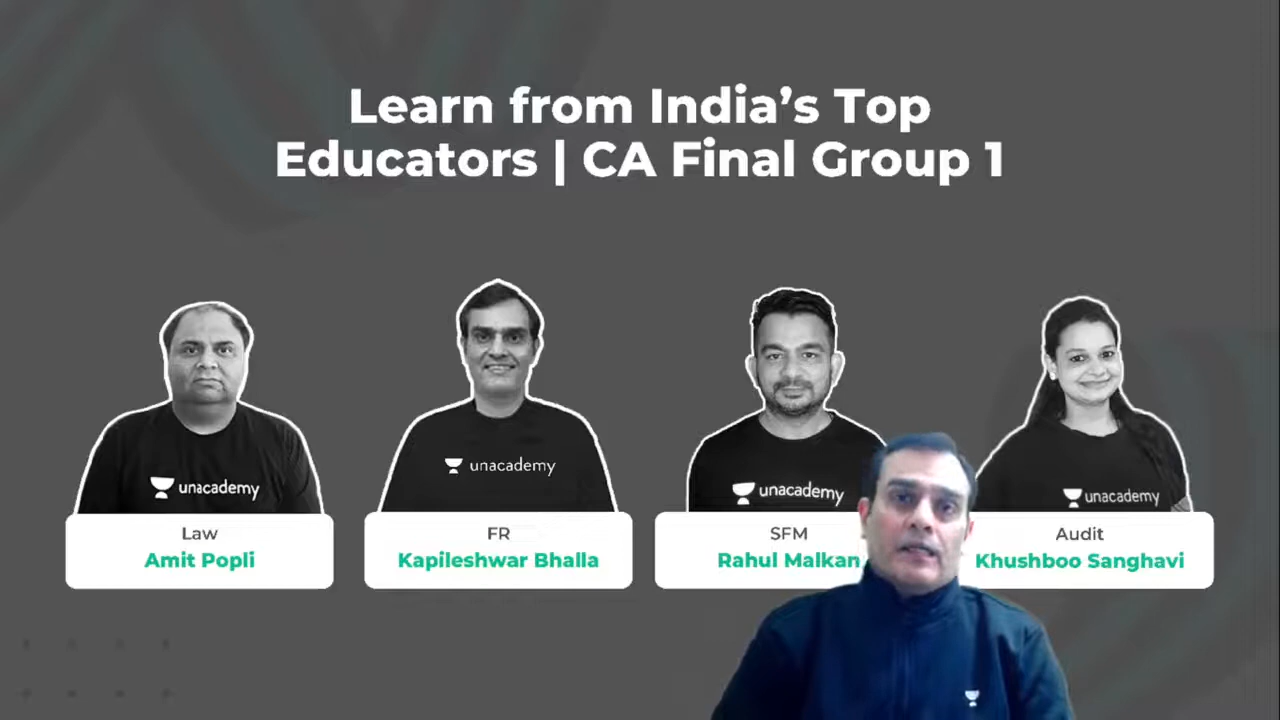 Learn from India's Top
Educators | CA Final Group 1
unacademy
unacademy
unacademy
unacademy
Law
Amit Popli
FR
Kapileshwar Bhalla
SFM
Rahul Malkan
Audit
Khushboo Sanghavi